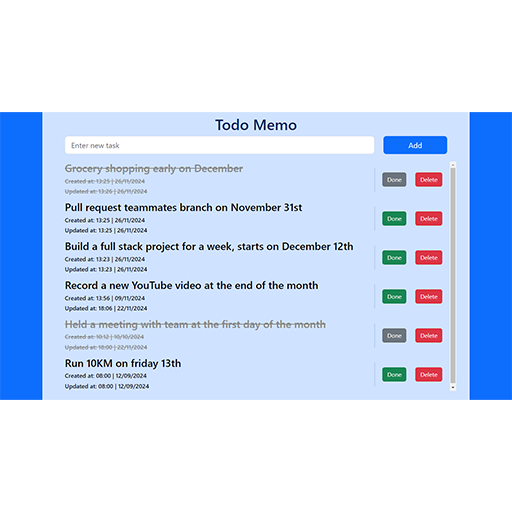 Todo Memo
Enter new task
Add
Grocery shopping early on December
Created at: 13:25 | 26/11/2024
Updated at: 13:26 | 26/11/2024
Done
Delete
Pull request teammates branch on November 31st
Created at: 13:25 | 26/11/2024
Updated at: 13:25 | 26/11/2024
Done
Delete
Build a full stack project for a week, starts on December 12th
Created at: 13:23 | 26/11/2024
Updated at: 13:23 | 26/11/2024
Done
Delete
Record a new YouTube video at the end of the month
Created at: 13:56 | 09/11/2024
Updated at: 18:06 | 22/11/2024
Done
Delete
Held a meeting with team at the first day of the month
Created at: 10:12 | 10/10/2024
Updated at: 18:00 | 22/11/2024
Done
Delete
Run 10KM on friday 13th
Created at: 08:00 | 12/09/2024
Updated at: 08:00 | 12/09/2024
Done
Delete